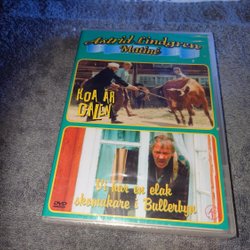 Astrid Lindgren
Matiné
KOA ÄR
GALEN
Vi har en elak
skomakare i Bullerbyn
DVD